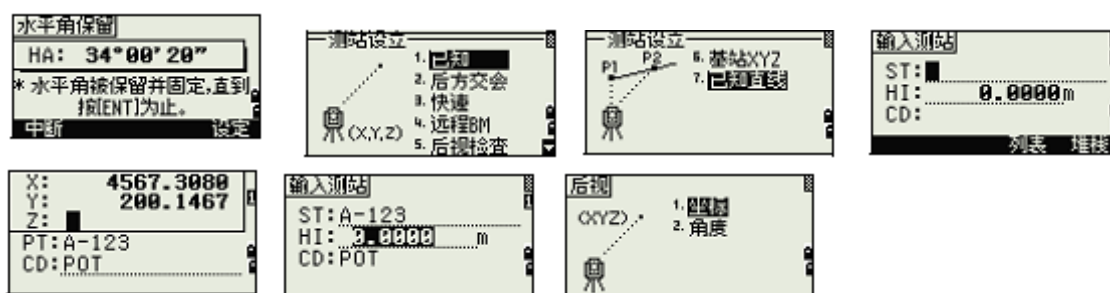 水平角保留
HA: 34°00'20"
* 水平角被保留并固定,直到
按[ENT]为止。
中断 设定
测站设立
1. 已知
2. 后方交会
3. 快速
4. 远程BM
5. 后视检查
(X,Y,Z)
测站设立
P1 P2
6. 基站XYZ
7. 已知直线
输入测站
ST:
HI: 0.0000m
CD:
列表 堆栈
X: 4567.3080
Y: 200.1467
Z:
PT:A-123
CD:POT
1
输入测站
ST:A-123
HI: 0.0000 m
CD:POT
1
后视
(XYZ)
1. 坐标
2. 角度